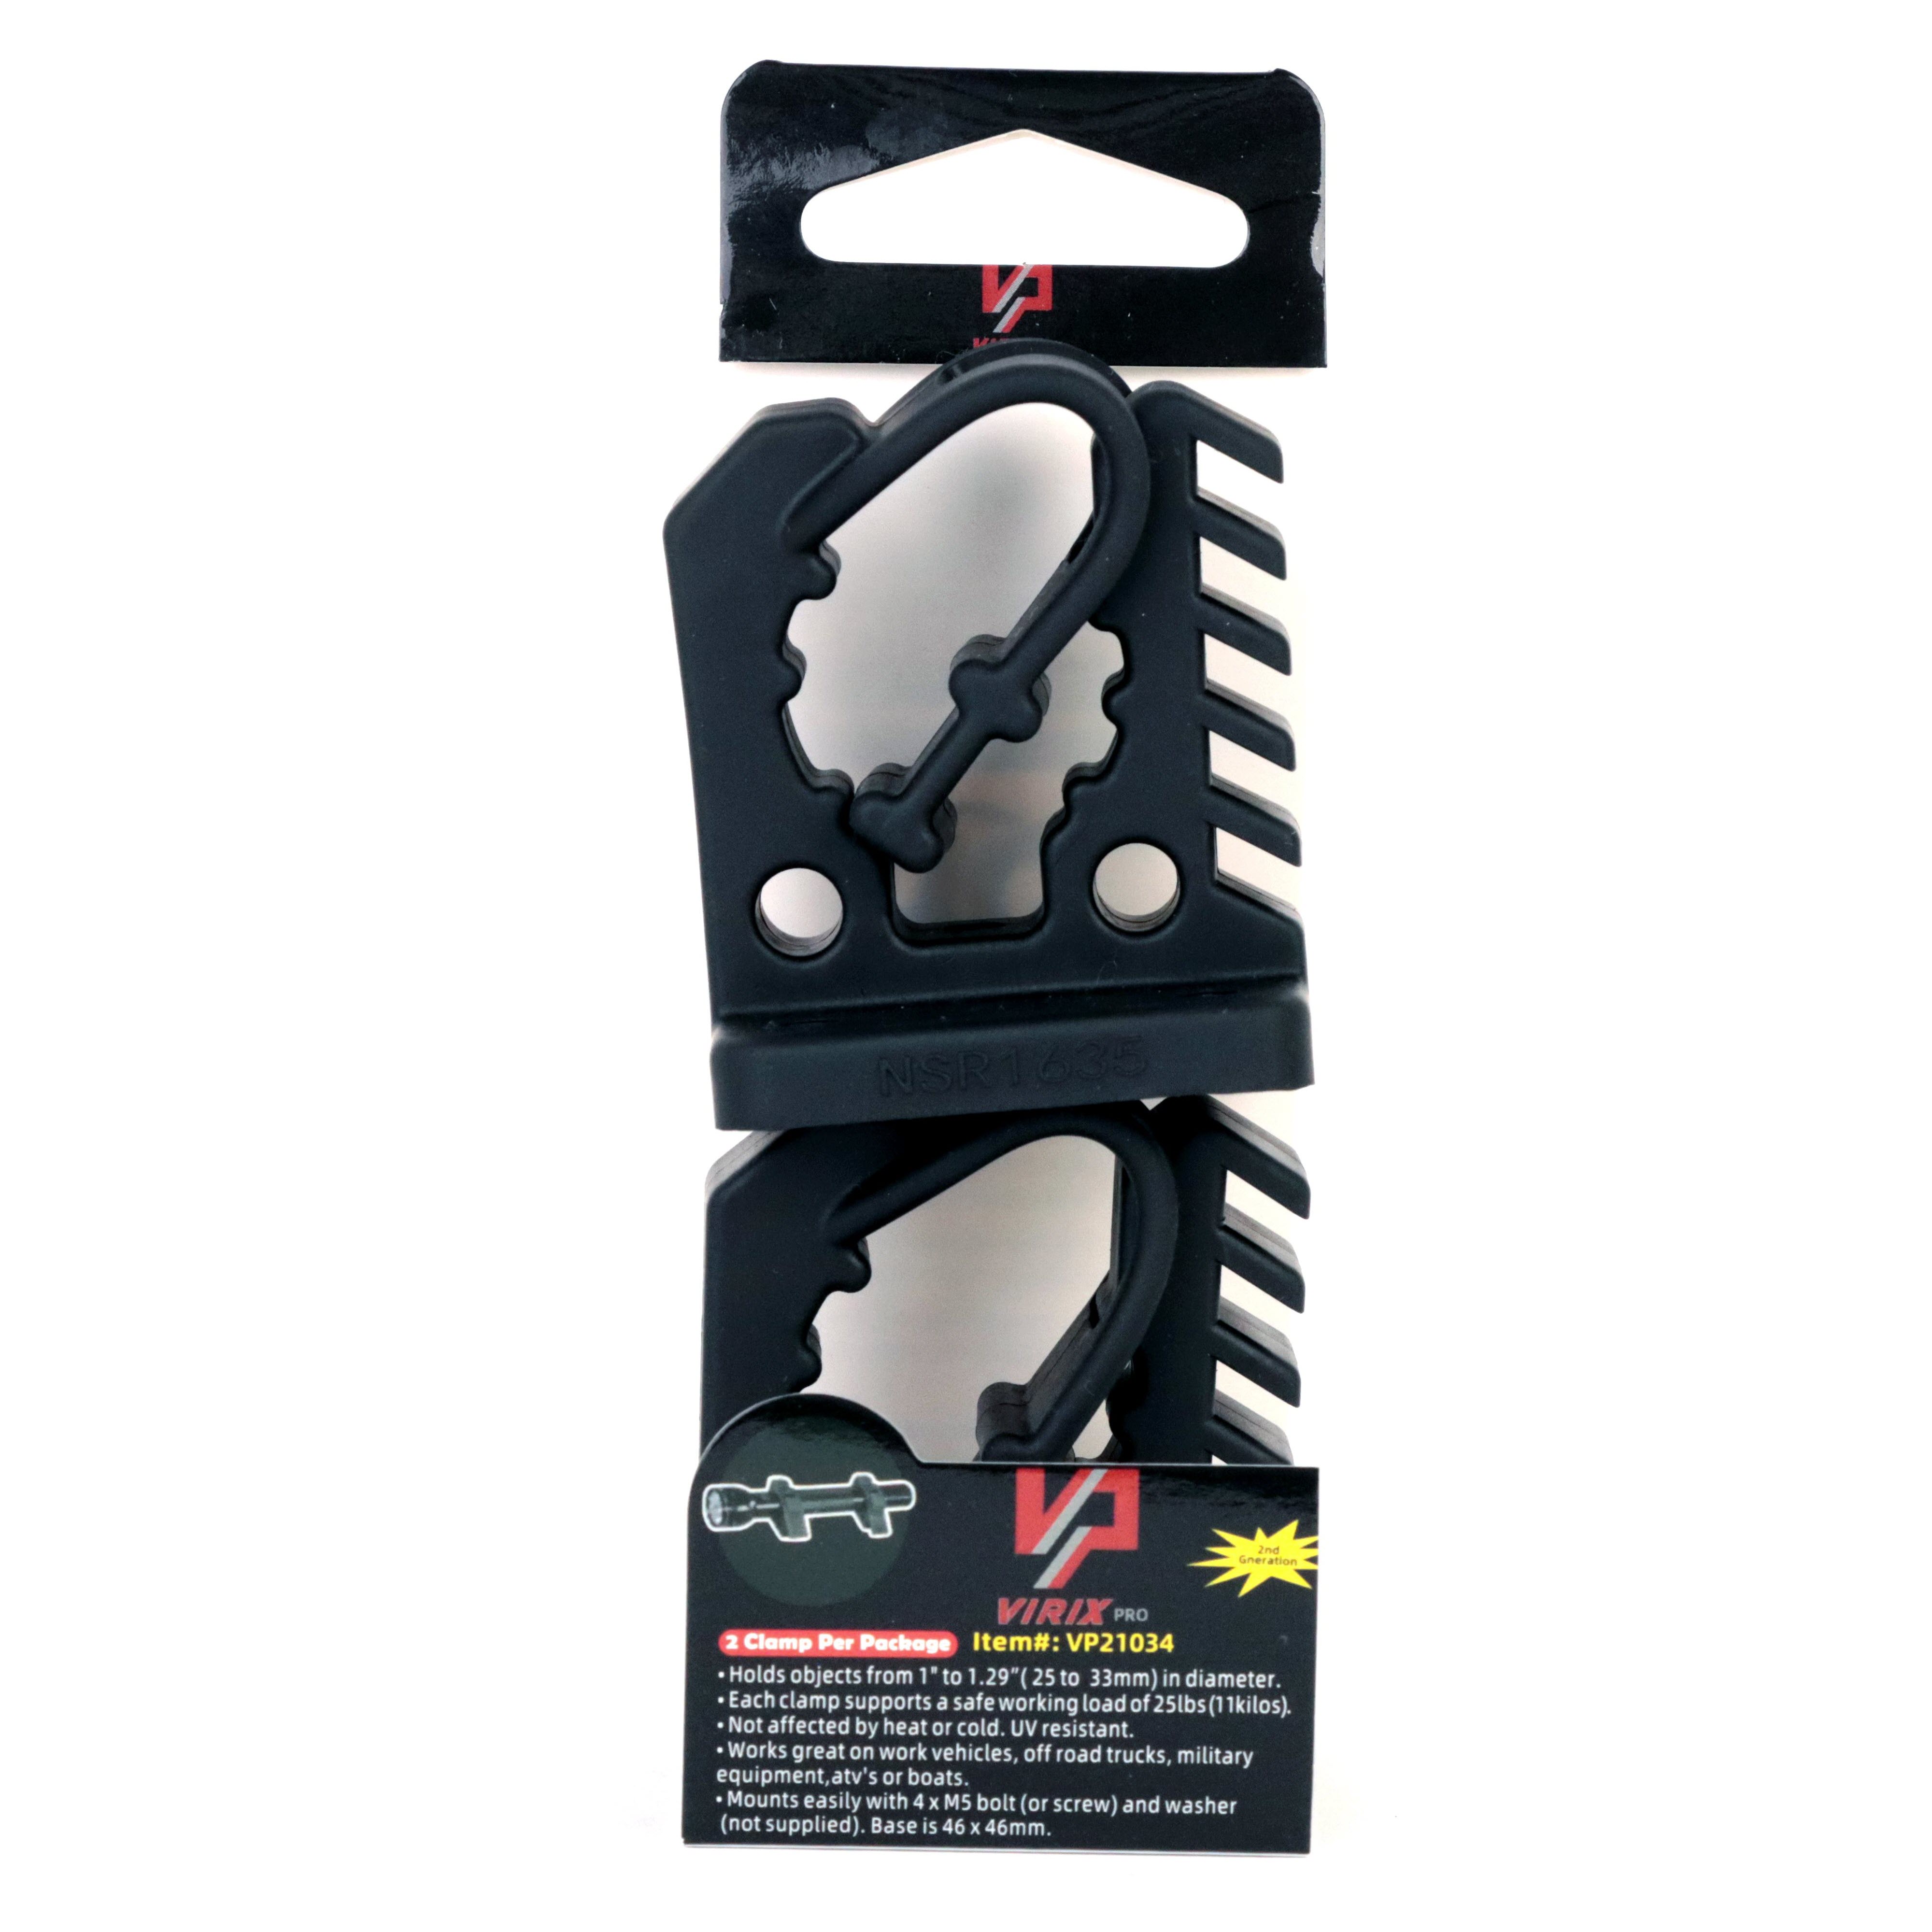 VP
NSR1635
VP
2nd
Gneration
VIRIX PRO
2 Clamp Per Package Item#: VP21034
• Holds objects from 1" to 1.29"( 25 to 33mm) in diameter.
• Each clamp supports a safe working load of 25lbs (11kilos).
• Not affected by heat or cold. UV resistant.
• Works great on work vehicles, off road trucks, military
equipment,atv's or boats.
• Mounts easily with 4 x M5 bolt (or screw) and washer
(not supplied). Base is 46 x 46mm.